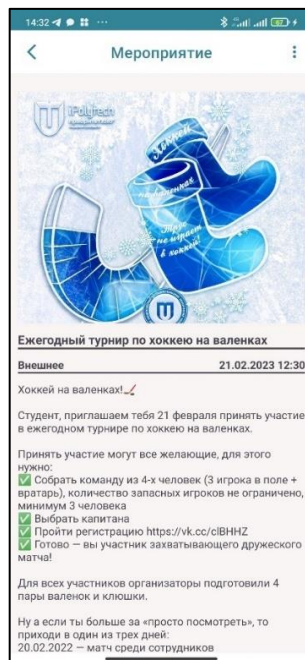 14:32
Мероприятие
Ежегодный турнир по хоккею на валенках
Внешнее 21.02.2023 12:30
Хоккей на валенках!
Студент, приглашаем тебя 21 февраля принять участие
в ежегодном турнире по хоккею на валенках.
Принять участие могут все желающие, для этого
нужно:
✅ Собрать команду из 4-х человек (3 игрока в поле +
вратарь), количество запасных игроков не ограничено,
минимум 3 человека
✅ Выбрать капитана
✅ Пройти регистрацию https://vk.cc/clBHHZ
✅ Готово — вы участник захватывающего дружеского
матча!
Для всех участников организаторы подготовили 4
пары валенок и клюшки.
Ну а если ты больше за «просто посмотреть», то
приходи в один из трех дней:
20.02.2022 — матч среди сотрудников